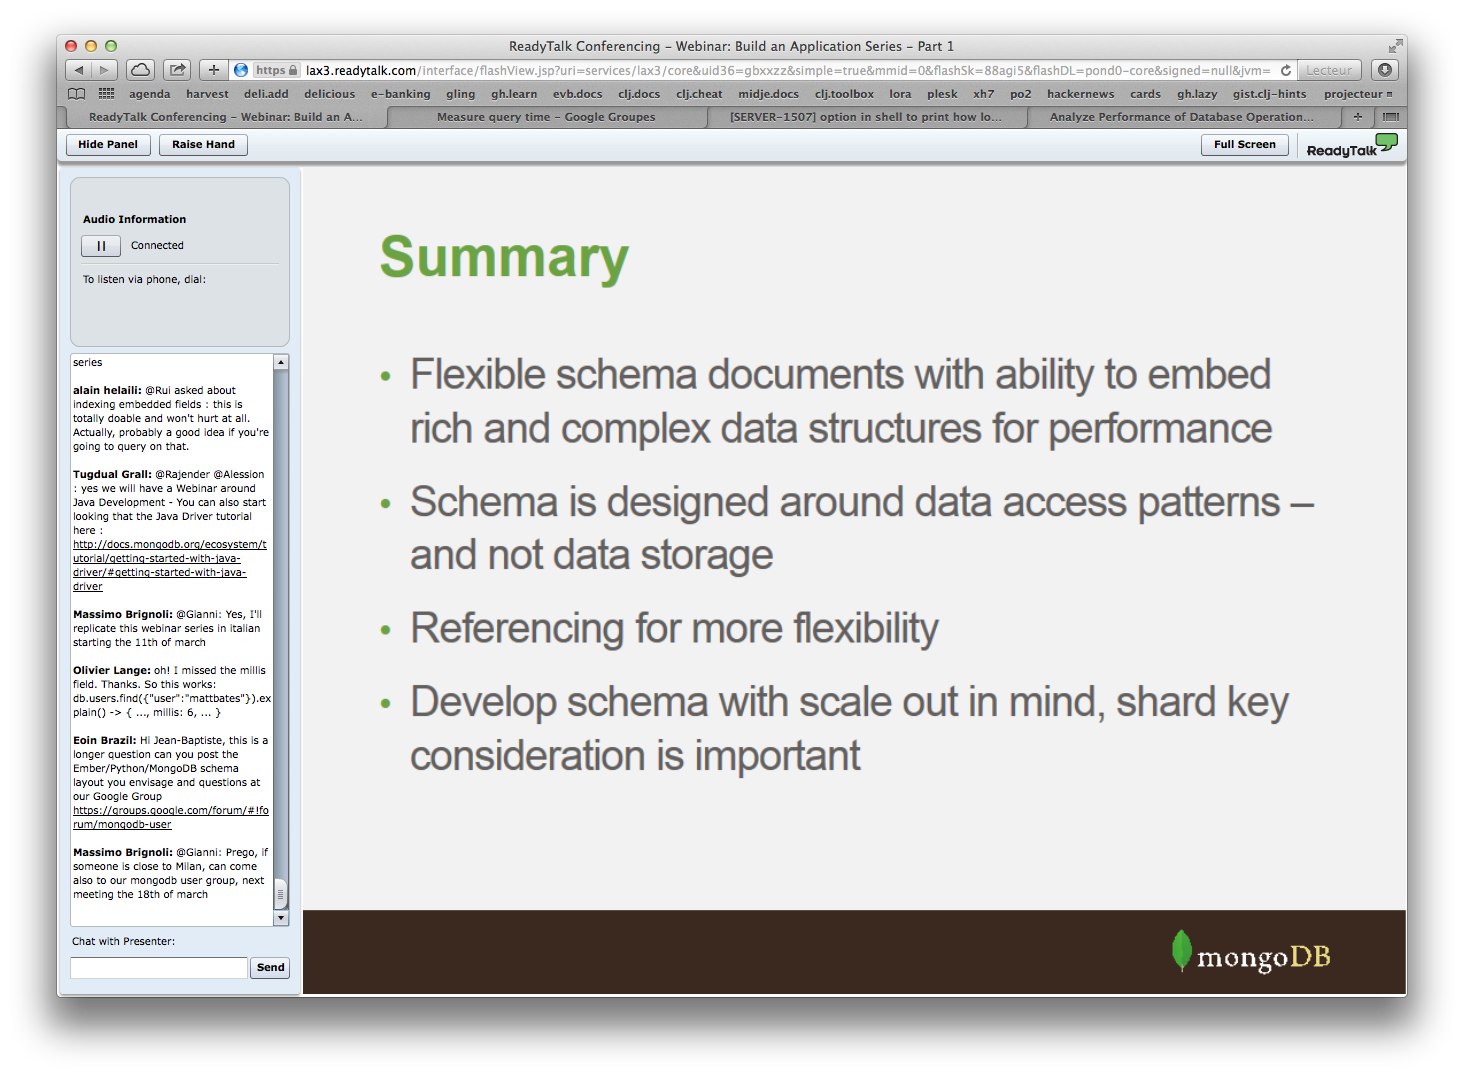 ReadyTalk Conferencing – Webinar: Build an Application Series – Part 1
https lax3.readytalk.com/interface/flashView.jsp?uri=services/lax3/core&uid36=gbxxzz&simple=true&mmid=0&flashSk=88agi5&flashDL=pond0-core&signed=null&jvm= Lecteur
agenda harvest deli.add delicious e-banking gling gh.learn evb.docs clj.docs clj.cheat midje.docs clj.toolbox lora plesk xh7 po2 hackernews cards gh.lazy gist.clj-hints projecteur
ReadyTalk Conferencing – Webinar: Build an A... Measure query time – Google Groupes [SERVER-1507] option in shell to print how lo... Analyze Performance of Database Operation...
Hide Panel Raise Hand Full Screen ReadyTalk
Audio Information
Connected
To listen via phone, dial:
series
alain helaili: @Rui asked about
indexing embedded fields : this is
totally doable and won't hurt at all.
Actually, probably a good idea if you're
going to query on that.
Tugdual Grall: @Rajender @Alession
: yes we will have a Webinar around
Java Development - You can also start
looking that the Java Driver tutorial
here :
http://docs.mongodb.org/ecosystem/t
utorial/getting-started-with-java-
driver/#getting-started-with-java-
driver
Massimo Brignoli: @Gianni: Yes, I'll
replicate this webinar series in italian
starting the 11th of march
Olivier Lange: oh! I missed the millis
field. Thanks. So this works:
db.users.find({"user":"mattbates"}).ex
plain() -> { ..., millis: 6, ... }
Eoin Brazil: Hi Jean-Baptiste, this is a
longer question can you post the
Ember/Python/MongoDB schema
layout you envisage and questions at
our Google Group
https://groups.google.com/forum/#!fo
rum/mongodb-user
Massimo Brignoli: @Gianni: Prego, if
someone is close to Milan, can come
also to our mongodb user group, next
meeting the 18th of march
Chat with Presenter:
Send
Summary
• Flexible schema documents with ability to embed
rich and complex data structures for performance
• Schema is designed around data access patterns –
and not data storage
• Referencing for more flexibility
• Develop schema with scale out in mind, shard key
consideration is important
mongoDB